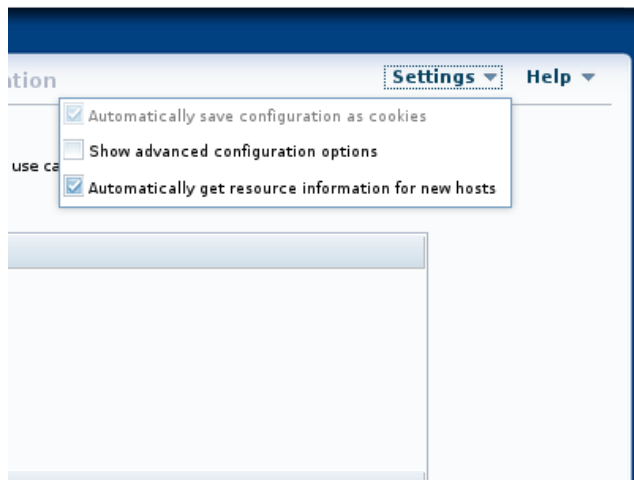 ation Settings Help
Automatically save configuration as cookies
Show advanced configuration options
use ca
Automatically get resource information for new hosts